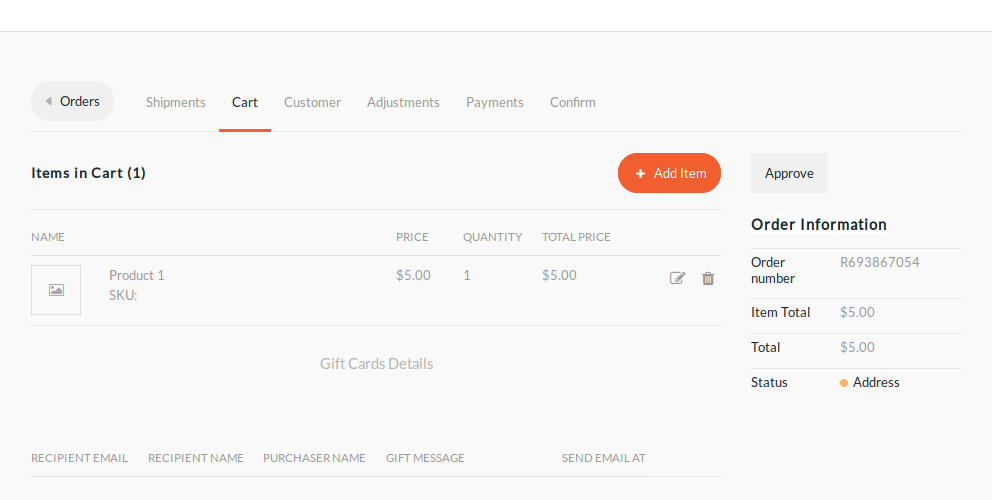 Orders Shipments Cart Customer Adjustments Payments Confirm
Items in Cart (1) Add Item Approve
Order Information
NAME PRICE QUANTITY TOTAL PRICE
Product 1 $5.00 1 $5.00
SKU:
Order number R693867054
Item Total $5.00
Total $5.00
Status Address
Gift Cards Details
RECIPIENT EMAIL RECIPIENT NAME PURCHASER NAME GIFT MESSAGE SEND EMAIL AT